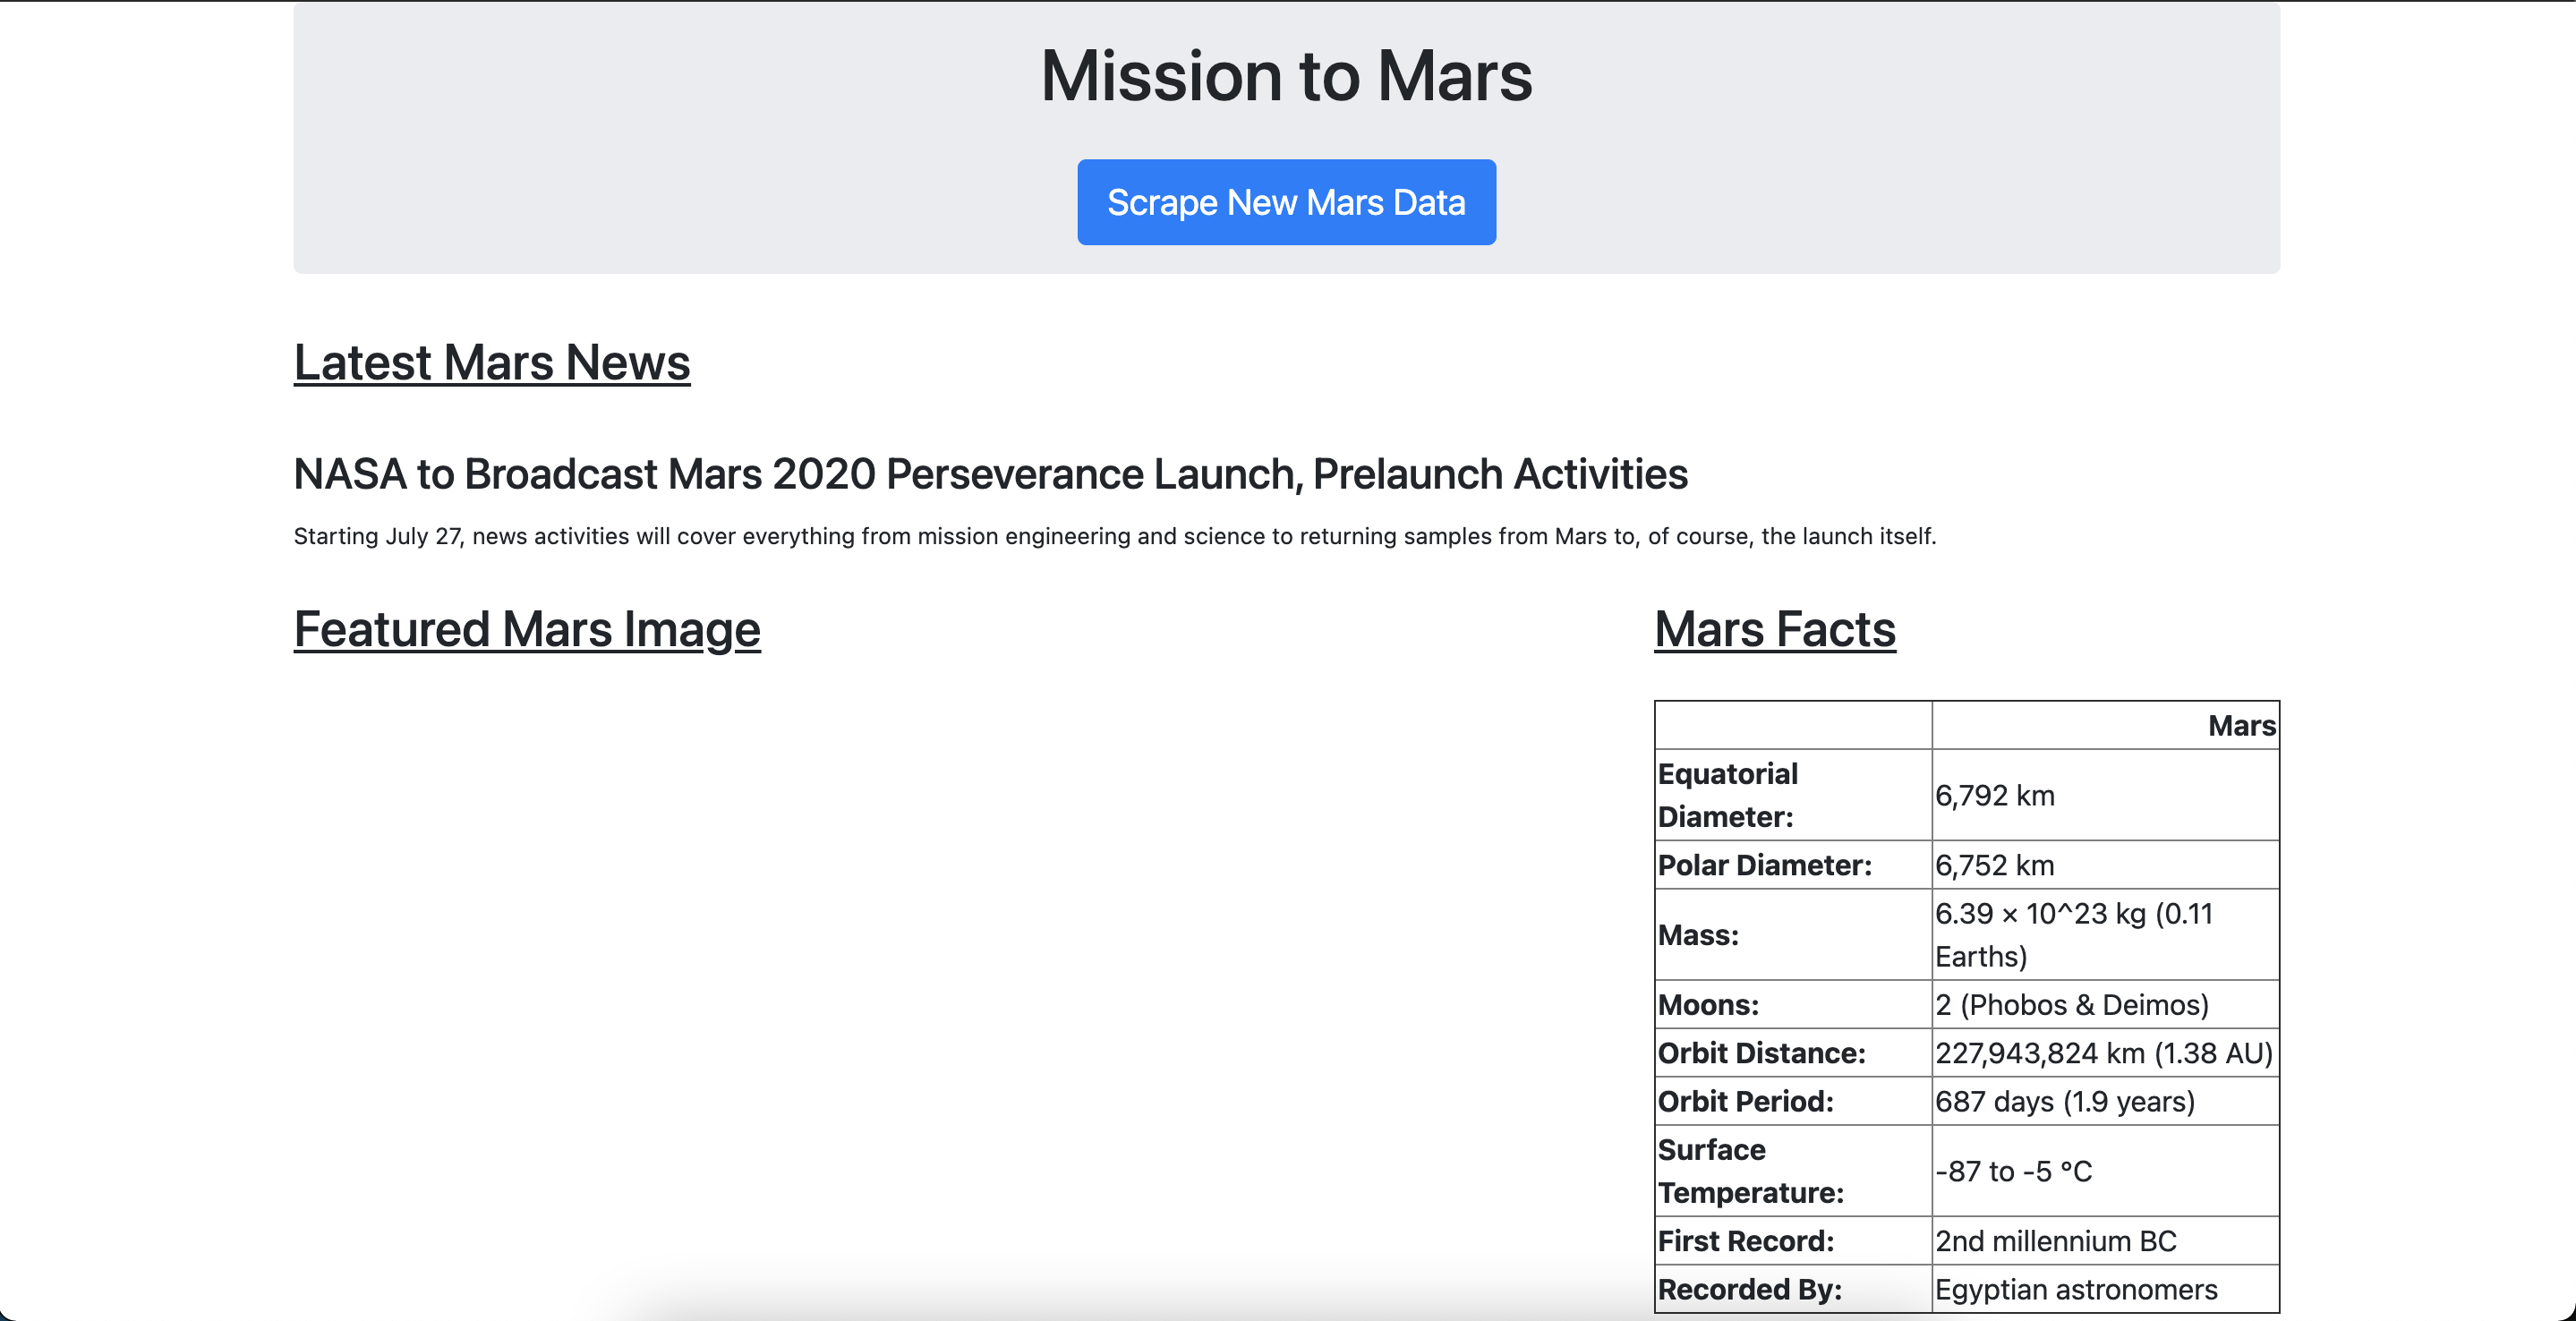 Mission to Mars
Scrape New Mars Data
Latest Mars News
NASA to Broadcast Mars 2020 Perseverance Launch, Prelaunch Activities
Starting July 27, news activities will cover everything from mission engineering and science to returning samples from Mars to, of course, the launch itself.
Featured Mars Image
Mars Facts
Mars
Equatorial
Diameter:
6,792 km
Polar Diameter:
6,752 km
Mass:
6.39 × 10^23 kg (0.11
Earths)
Moons:
2 (Phobos & Deimos)
Orbit Distance:
227,943,824 km (1.38 AU)
Orbit Period:
687 days (1.9 years)
Surface
Temperature:
-87 to -5 °C
First Record:
2nd millennium BC
Recorded By:
Egyptian astronomers